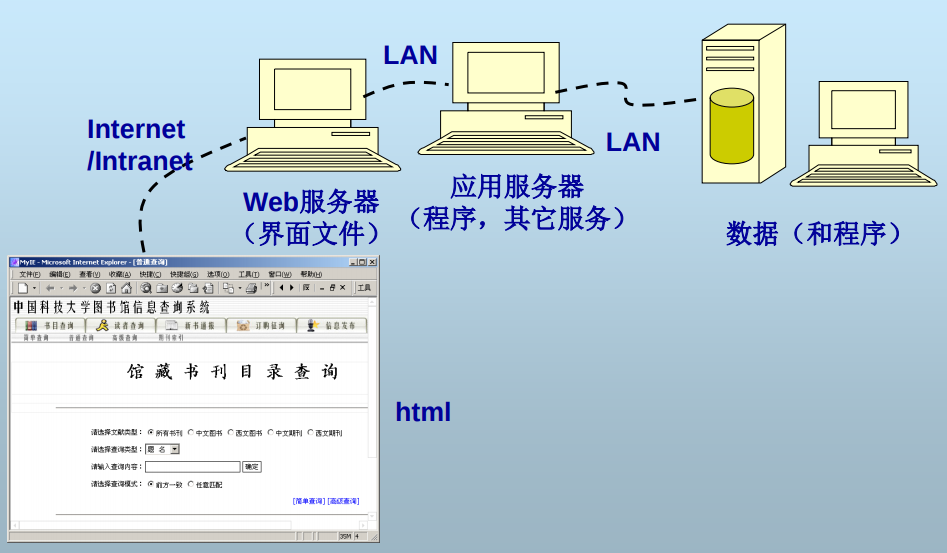 LAN
Internet
/Intranet
LAN
Web服务器
（界面文件）
应用服务器
（程序，其它服务）
数据（和程序）
MyIE - Microsoft Internet Explorer - [普通查询]
文件(F) 编辑(E) 查看(V) 收藏(A) 快捷(C) 快捷组(G) 选项(O) 工具(T) 窗口(W) 帮助(H)
工具
中国科技大学图书馆信息查询系统
书目查询 读者查询 新书通报 订购征询 信息发布
简单查询 普通查询 高级查询 期刊索引
馆藏书刊目录查询
html
请选择文献类型： 所有书刊 中文图书 西文图书 中文期刊 西文期刊
请选择查询类型： 题 名
请输入查询内容： 确定
请选择查询模式： 前方一致 任意匹配
[简单查询] [高级查询]
35M 4